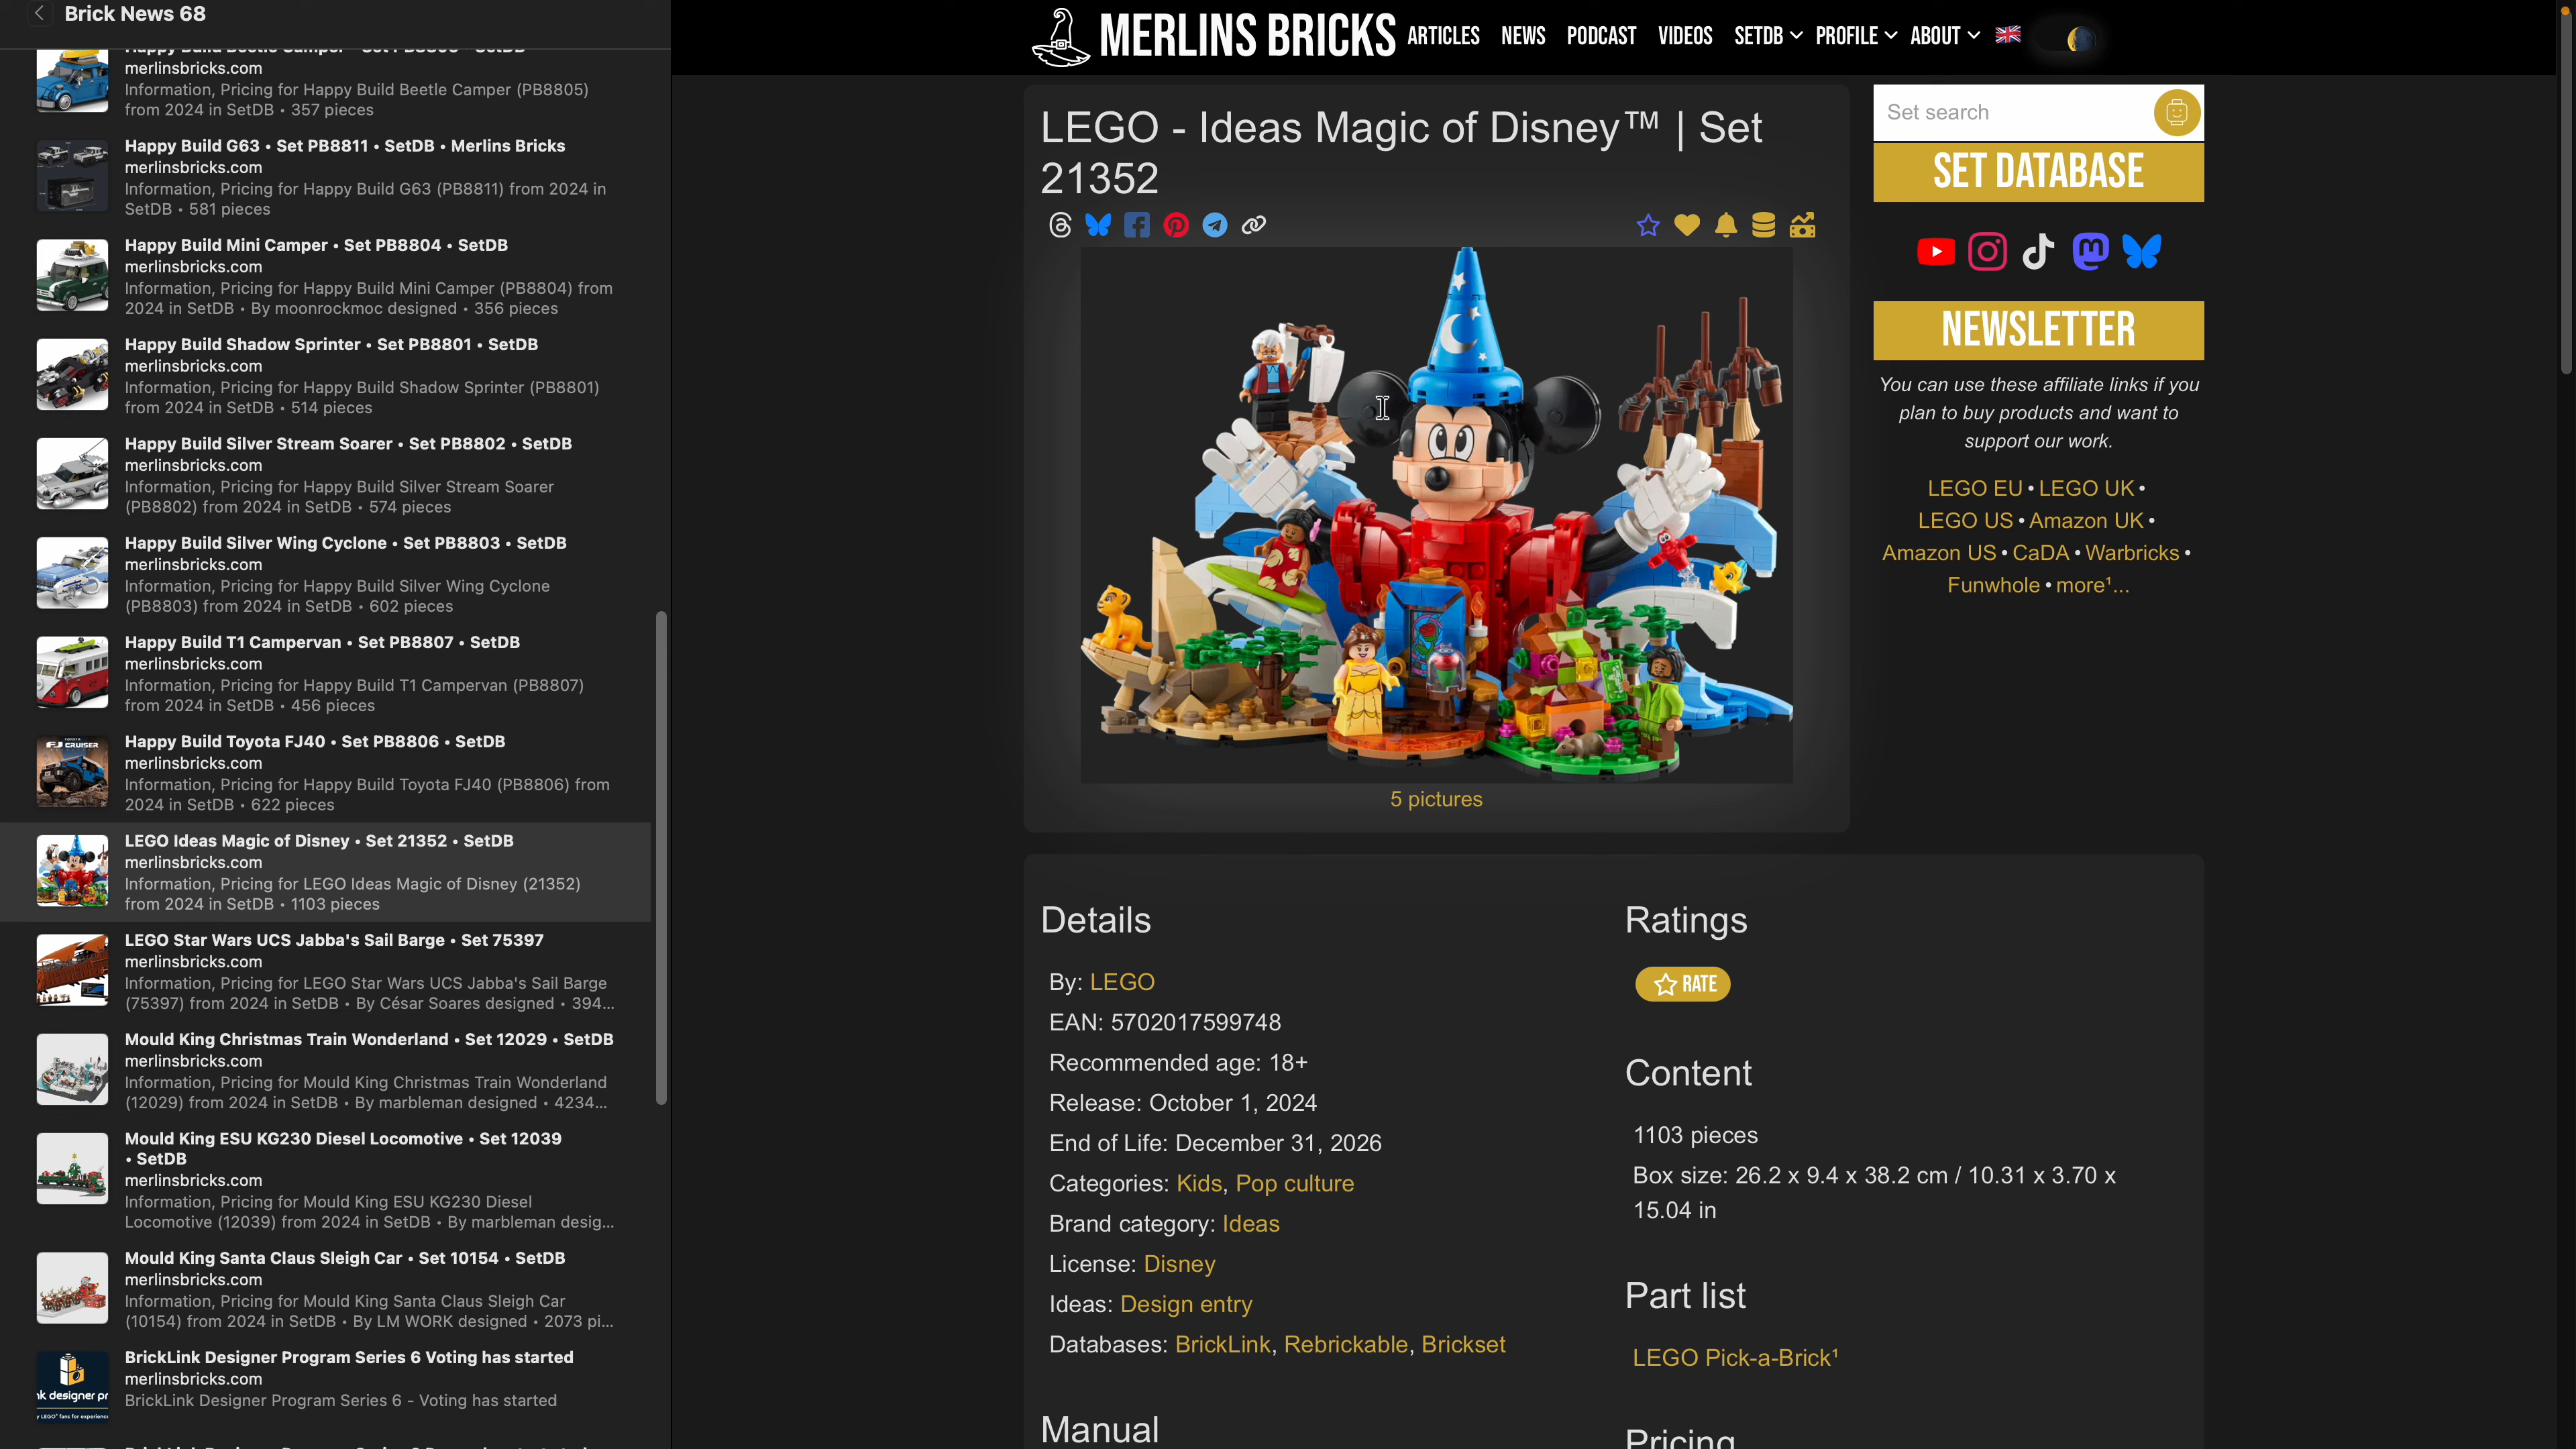 Brick News 68
merlinsbricks.com
Information, Pricing for Happy Build Beetle Camper (PB8805)
from 2024 in SetDB • 357 pieces
Happy Build G63 • Set PB8811 • SetDB • Merlins Bricks
merlinsbricks.com
Information, Pricing for Happy Build G63 (PB8811) from 2024 in
SetDB • 581 pieces
Happy Build Mini Camper • Set PB8804 • SetDB
merlinsbricks.com
Information, Pricing for Happy Build Mini Camper (PB8804) from
2024 in SetDB • By moonrockmoc designed • 356 pieces
Happy Build Shadow Sprinter • Set PB8801 • SetDB
merlinsbricks.com
Information, Pricing for Happy Build Shadow Sprinter (PB8801)
from 2024 in SetDB • 514 pieces
Happy Build Silver Stream Soarer • Set PB8802 • SetDB
merlinsbricks.com
Information, Pricing for Happy Build Silver Stream Soarer
(PB8802) from 2024 in SetDB • 574 pieces
Happy Build Silver Wing Cyclone • Set PB8803 • SetDB
merlinsbricks.com
Information, Pricing for Happy Build Silver Wing Cyclone
(PB8803) from 2024 in SetDB • 602 pieces
Happy Build T1 Campervan • Set PB8807 • SetDB
merlinsbricks.com
Information, Pricing for Happy Build T1 Campervan (PB8807)
from 2024 in SetDB • 456 pieces
FJ CRUISER
Happy Build Toyota FJ40 • Set PB8806 • SetDB
merlinsbricks.com
Information, Pricing for Happy Build Toyota FJ40 (PB8806) from
2024 in SetDB • 622 pieces
LEGO Ideas Magic of Disney • Set 21352 • SetDB
merlinsbricks.com
Information, Pricing for LEGO Ideas Magic of Disney (21352)
from 2024 in SetDB • 1103 pieces
LEGO Star Wars UCS Jabba's Sail Barge • Set 75397
merlinsbricks.com
Information, Pricing for LEGO Star Wars UCS Jabba's Sail Barge
(75397) from 2024 in SetDB • By César Soares designed • 394...
Mould King Christmas Train Wonderland • Set 12029 • SetDB
merlinsbricks.com
Information, Pricing for Mould King Christmas Train Wonderland
(12029) from 2024 in SetDB • By marbleman designed • 4234...
Mould King ESU KG230 Diesel Locomotive • Set 12039
• SetDB
merlinsbricks.com
Information, Pricing for Mould King ESU KG230 Diesel
Locomotive (12039) from 2024 in SetDB • By marbleman desig...
Mould King Santa Claus Sleigh Car • Set 10154 • SetDB
merlinsbricks.com
Information, Pricing for Mould King Santa Claus Sleigh Car
(10154) from 2024 in SetDB • By LM WORK designed • 2073 pi...
BrickLink Designer Program Series 6 Voting has started
merlinsbricks.com
BrickLink Designer Program Series 6 - Voting has started
nk designer pr
MERLINS BRICKS
ARTICLES NEWS PODCAST VIDEOS SETDB PROFILE ABOUT
LEGO - Ideas Magic of Disney™ | Set
21352
5 pictures
Set search
SET DATABASE
NEWSLETTER
You can use these affiliate links if you
plan to buy products and want to
support our work.
LEGO EU • LEGO UK •
LEGO US • Amazon UK •
Amazon US • CaDA • Warbricks •
Funwhole • more¹...
Details
By: LEGO
EAN: 5702017599748
Recommended age: 18+
Release: October 1, 2024
End of Life: December 31, 2026
Categories: Kids, Pop culture
Brand category: Ideas
License: Disney
Ideas: Design entry
Databases: BrickLink, Rebrickable, Brickset
Manual
Ratings
RATE
Content
1103 pieces
Box size: 26.2 x 9.4 x 38.2 cm / 10.31 x 3.70 x
15.04 in
Part list
LEGO Pick-a-Brick¹
Pricing